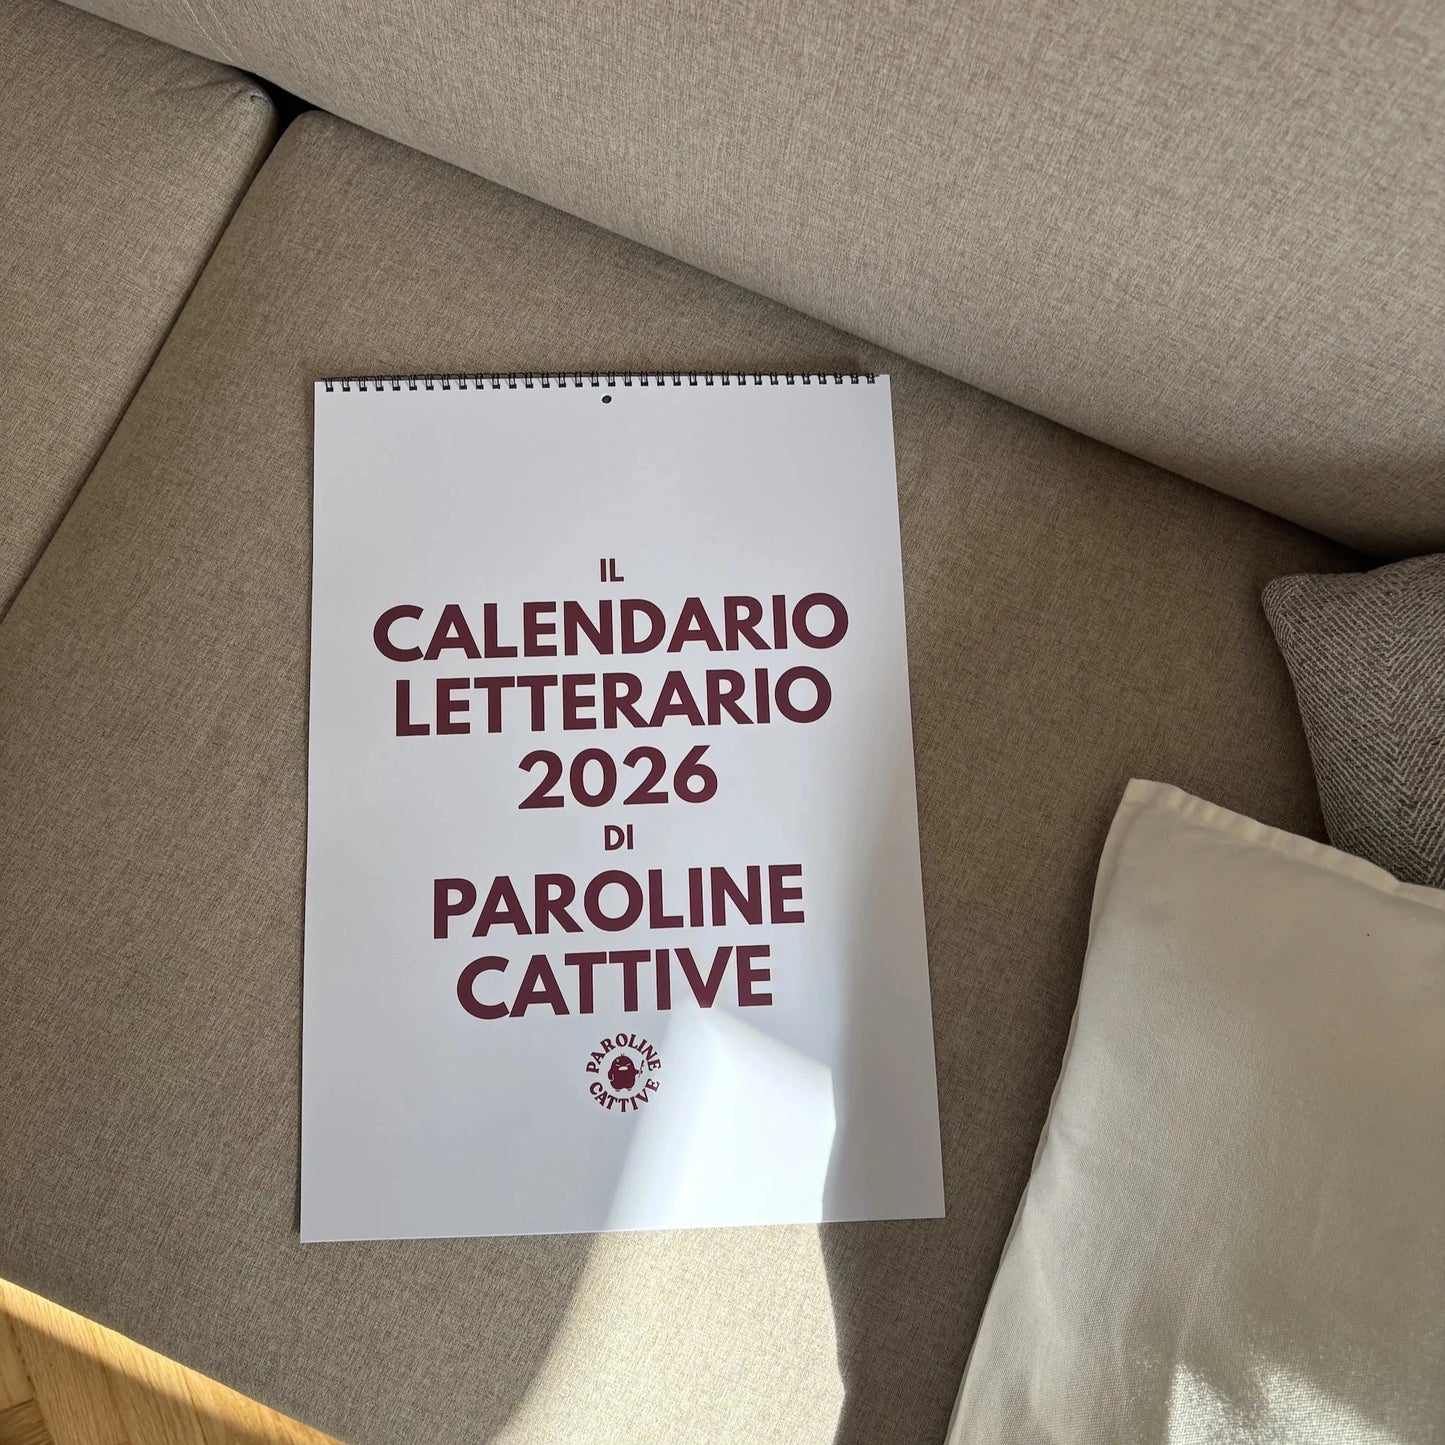 IL
CALENDARIO
LETTERARIO
2026
DI
PAROLINE
CATTIVE
PAROLINE
CATTIVE